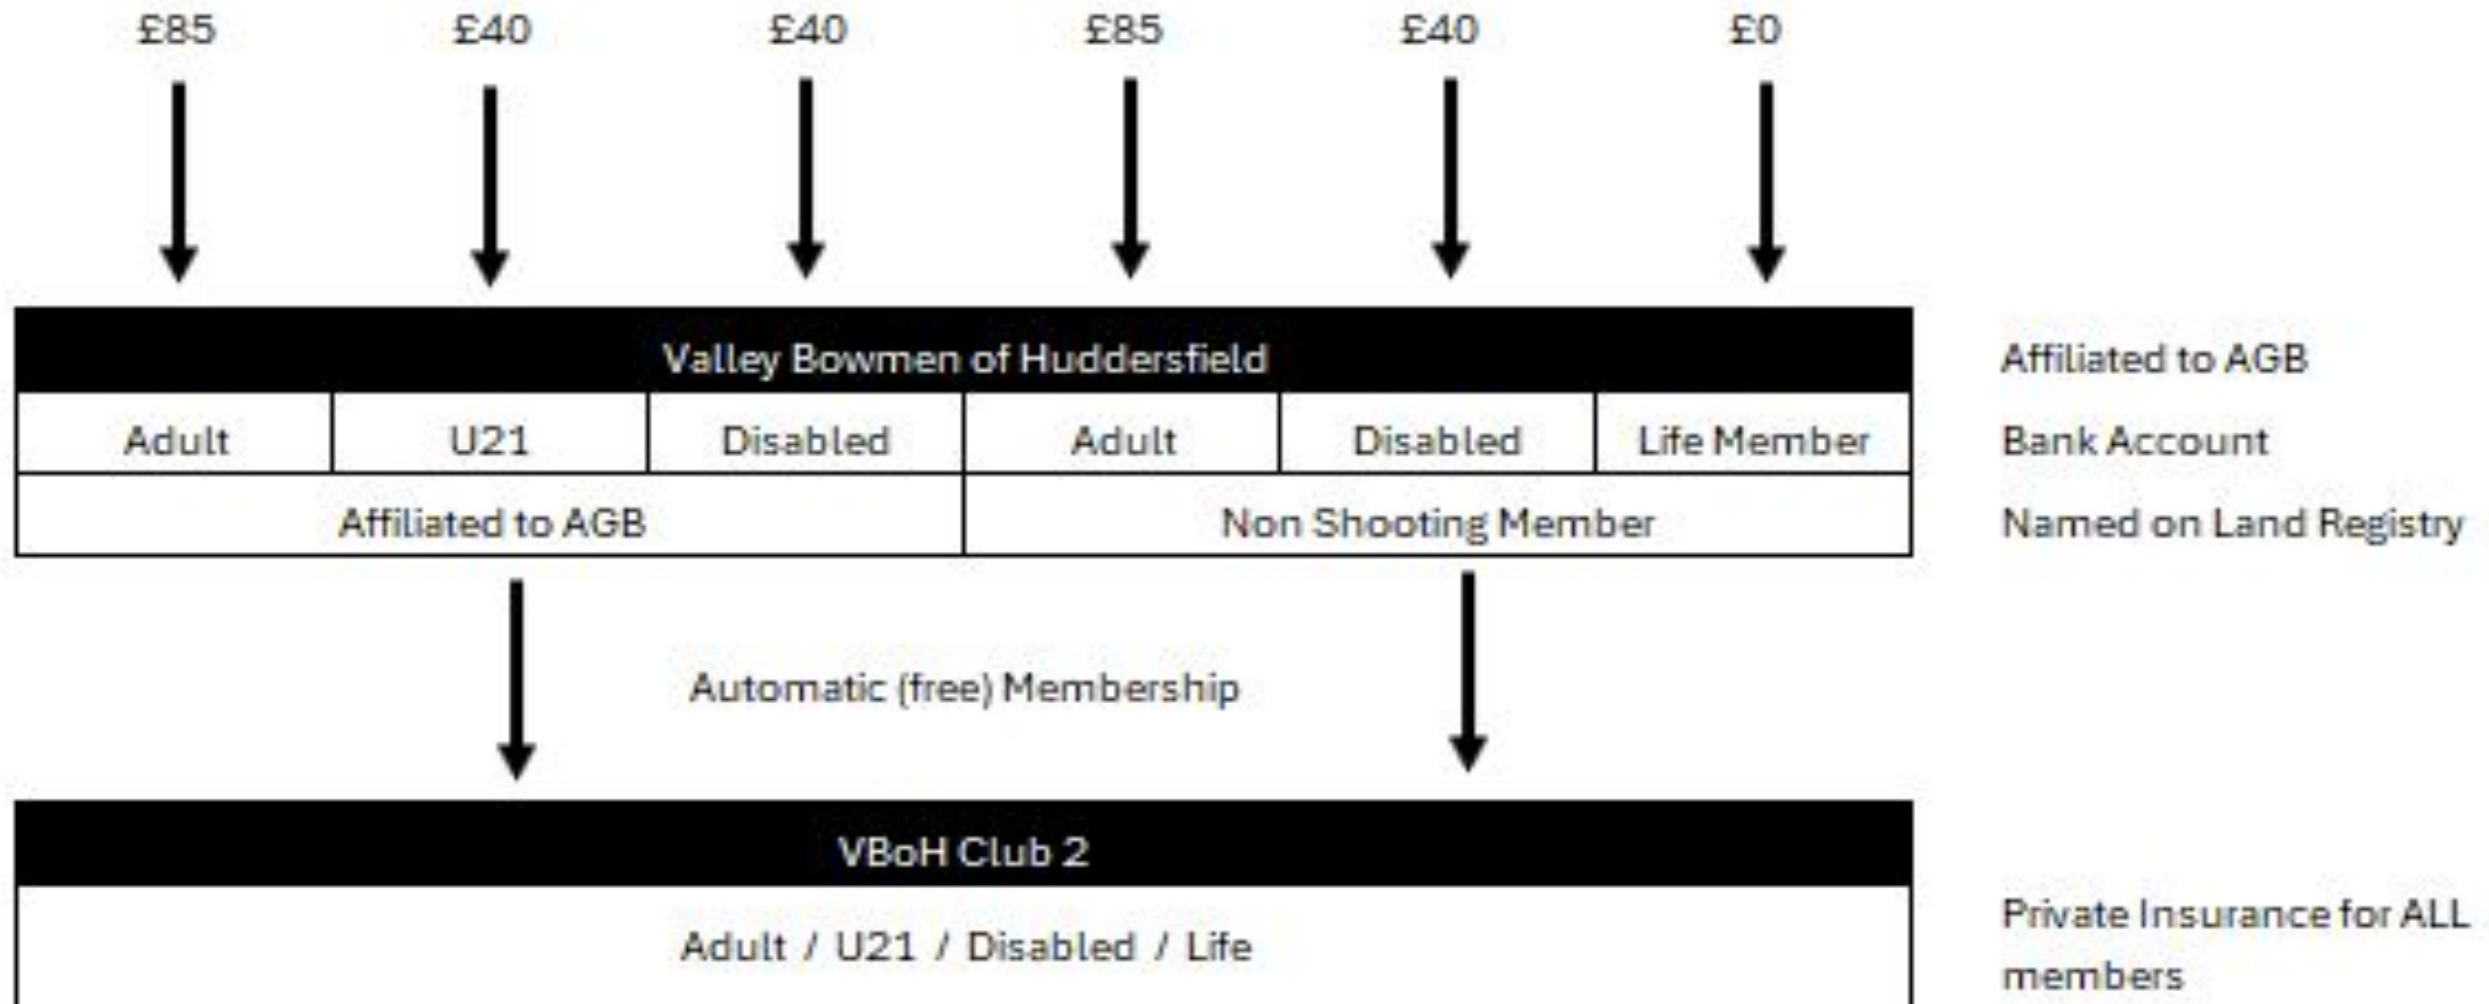 £85 £40 £40 £85 £40 £0
Valley Bowmen of Huddersfield Affiliated to AGB
Adult U21 Disabled Adult Disabled Life Member Bank Account
Affiliated to AGB Non Shooting Member Named on Land Registry
Automatic (free) Membership
VBoH Club 2
Adult / U21 / Disabled / Life
Private Insurance for ALL
members